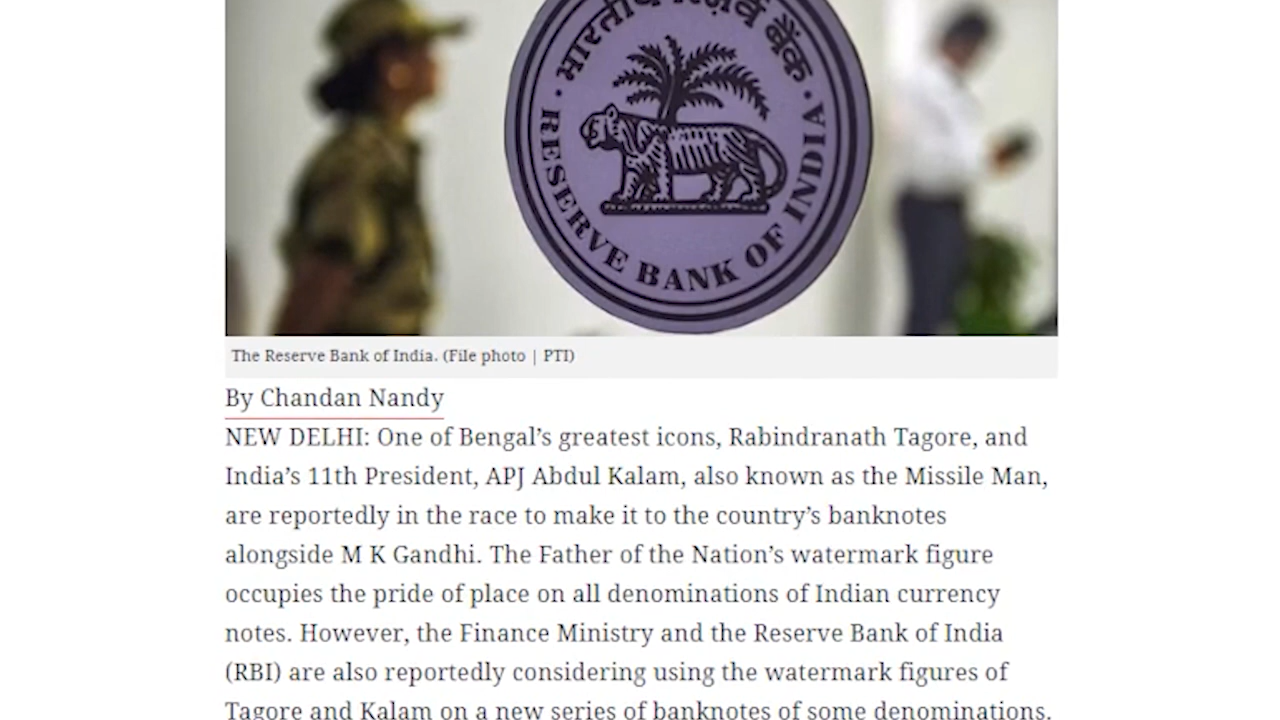 भारतीय रिज़र्व बैंक
RESERVE BANK OF INDIA
The Reserve Bank of India. (File photo | PTI)
By Chandan Nandy
NEW DELHI: One of Bengal’s greatest icons, Rabindranath Tagore, and
India’s 11th President, APJ Abdul Kalam, also known as the Missile Man,
are reportedly in the race to make it to the country’s banknotes
alongside M K Gandhi. The Father of the Nation’s watermark figure
occupies the pride of place on all denominations of Indian currency
notes. However, the Finance Ministry and the Reserve Bank of India
(RBI) are also reportedly considering using the watermark figures of
Tagore and Kalam on a new series of banknotes of some denominations.